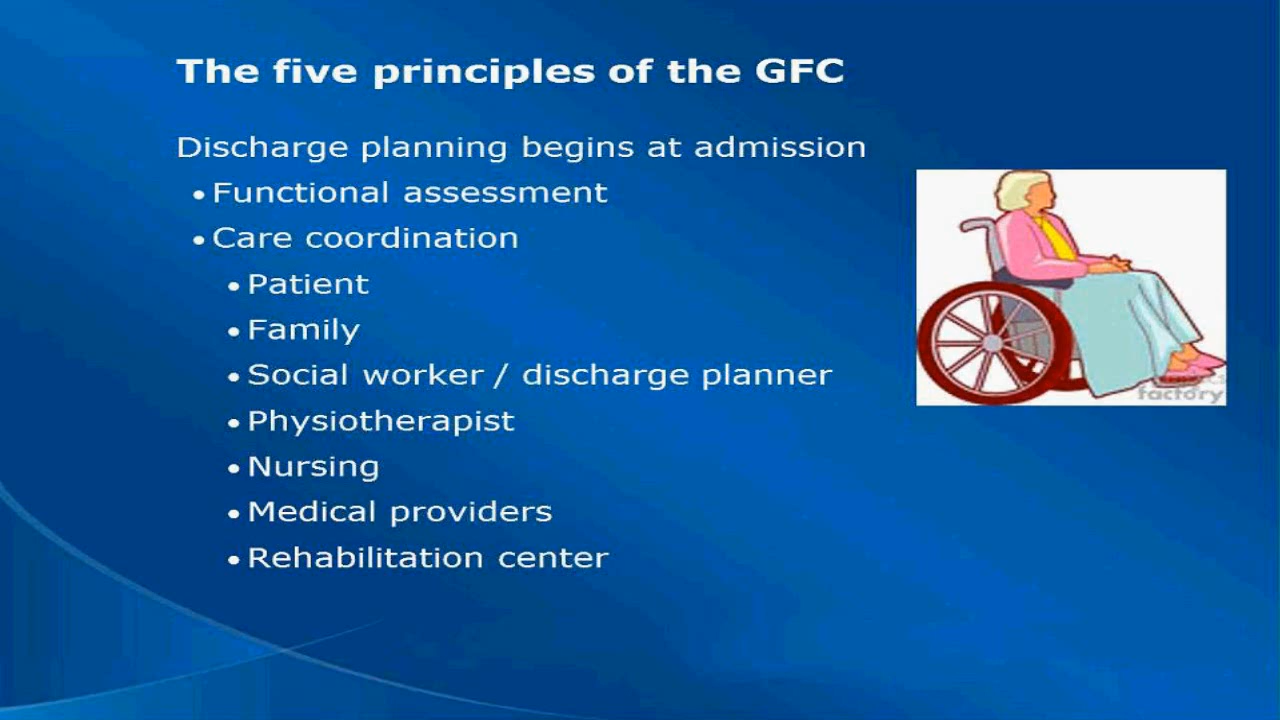 The five principles of the GFC
Discharge planning begins at admission
• Functional assessment
• Care coordination
• Patient
• Family
• Social worker / discharge planner
• Physiotherapist
• Nursing
• Medical providers
• Rehabilitation center
factory